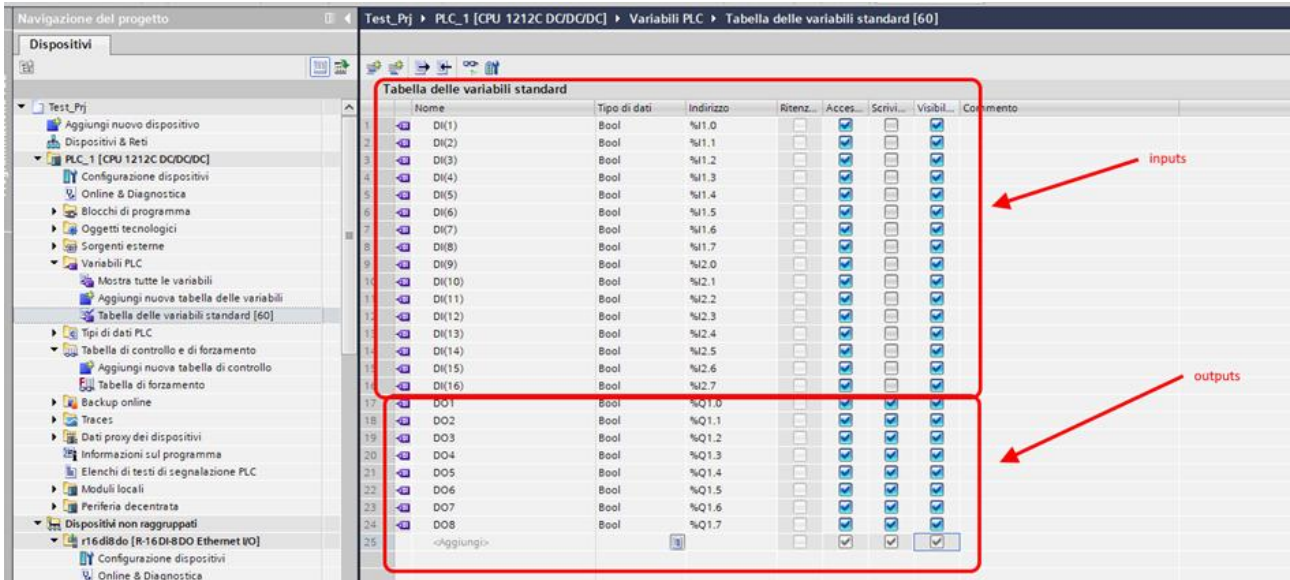 Navigazione del progetto
Test_Prj ▸ PLC_1 [CPU 1212C DC/DC/DC] ▸ Variabili PLC ▸ Tabella delle variabili standard [60]
Dispositivi
Test_Prj
Aggiungi nuovo dispositivo
Dispositivi & Reti
PLC_1 [CPU 1212C DC/DC/DC]
Configurazione dispositivi
Online & Diagnostica
Blocchi di programma
Oggetti tecnologici
Sorgenti esterne
Variabili PLC
Mostra tutte le variabili
Aggiungi nuova tabella delle variabili
Tabella delle variabili standard [60]
Tipi di dati PLC
Tabella di controllo e di forzamento
Aggiungi nuova tabella di controllo
Tabella di forzamento
Backup online
Traces
Dati proxy dei dispositivi
Informazioni sul programma
Elenchi di testi di segnalazione PLC
Moduli locali
Periferia decentrata
Dispositivi non raggruppati
r16di8do [R-16DI-8DO Ethernet I/O]
Configurazione dispositivi
Online & Diagnostica
Tabella delle variabili standard
Nome Tipo di dati Indirizzo Ritenz... Acces... Scrivi... Visibil... Commento
1 DI(1) Bool %I1.0
2 DI(2) Bool %I1.1
3 DI(3) Bool %I1.2
4 DI(4) Bool %I1.3
5 DI(5) Bool %I1.4
6 DI(6) Bool %I1.5
7 DI(7) Bool %I1.6
8 DI(8) Bool %I1.7
9 DI(9) Bool %I2.0
10 DI(10) Bool %I2.1
11 DI(11) Bool %I2.2
12 DI(12) Bool %I2.3
13 DI(13) Bool %I2.4
14 DI(14) Bool %I2.5
15 DI(15) Bool %I2.6
16 DI(16) Bool %I2.7
17 DO1 Bool %Q1.0
18 DO2 Bool %Q1.1
19 DO3 Bool %Q1.2
20 DO4 Bool %Q1.3
21 DO5 Bool %Q1.4
22 DO6 Bool %Q1.5
23 DO7 Bool %Q1.6
24 DO8 Bool %Q1.7
25 <Aggiungi>
inputs
outputs